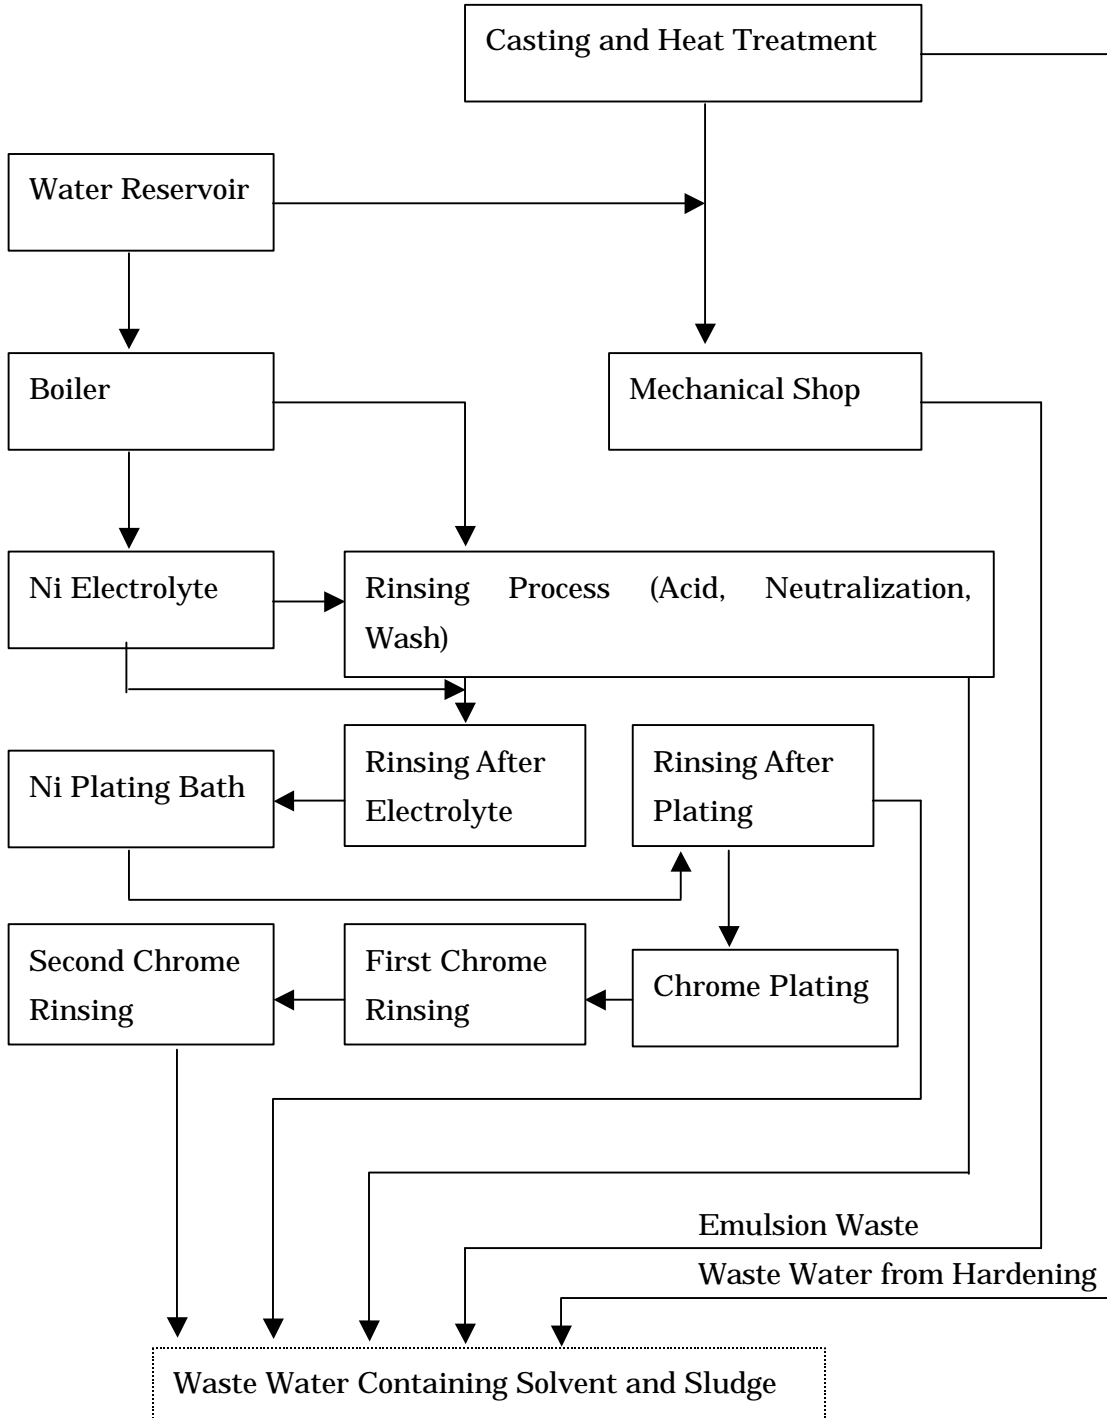 Casting and Heat Treatment
Water Reservoir
Boiler
Mechanical Shop
Ni Electrolyte
Rinsing Process (Acid, Neutralization,
Wash)
Ni Plating Bath
Rinsing After
Electrolyte
Rinsing After
Plating
Second Chrome
Rinsing
First Chrome
Rinsing
Chrome Plating
Emulsion Waste
Waste Water from Hardening
Waste Water Containing Solvent and Sludge